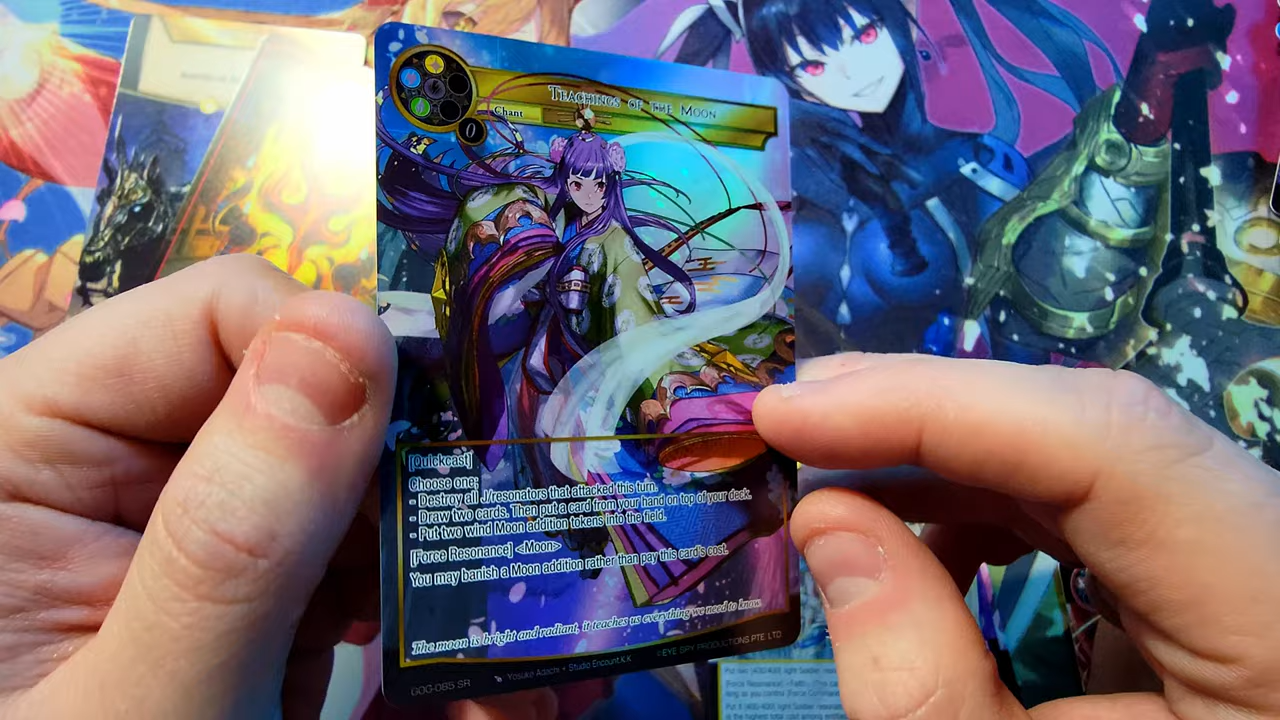 TEACHINGS OF THE MOON
Chant
0
[Quickcast]
Choose one:
- Destroy all J/resonators that attacked this turn.
- Draw two cards. Then put a card from your hand on top of your deck.
- Put two wind Moon addition tokens into the field.
[Force Resonance] <Moon>
You may banish a Moon addition rather than pay this card's cost.
The moon is bright and radiant, it teaches us everything we need to know.
GOG-085 SR
Yosuke Adachi + Studio Encount.K.K
©EYE SPY PRODUCTIONS PTE. LTD.